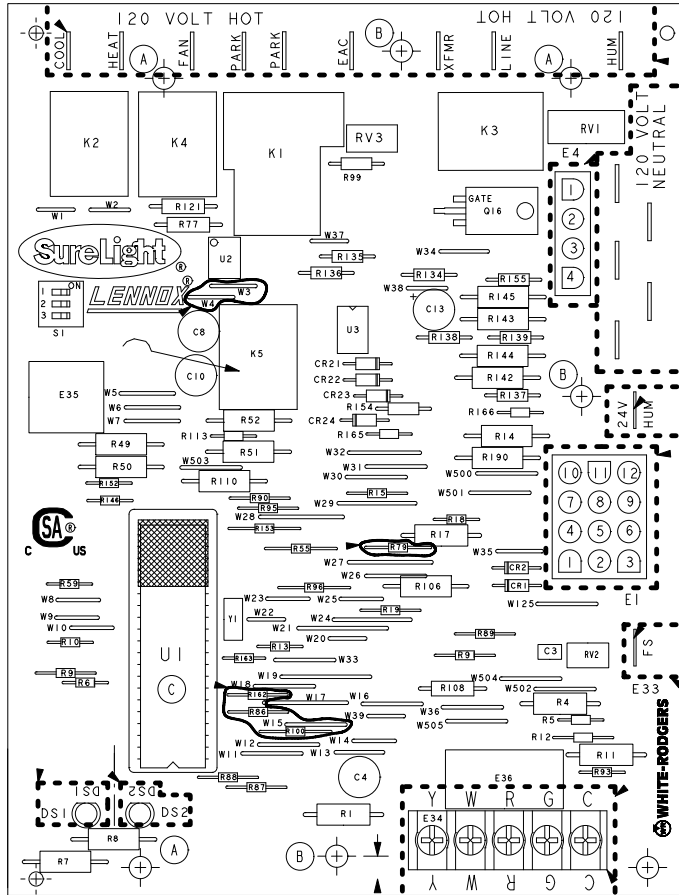 120 VOLT HOT
120 VOLT HOT
COOL
HEAT
FAN
PARK
PARK
EAC
XFMR
LINE
HUM
A
B
A
K2
K4
K1
RV3
R99
K3
RV1
E4
120 VOLT
NEUTRAL
W1
W2
R121
R77
GATE
Q16
1
2
3
4
SureLight®
U2
W37
R135
R136
W34
R134
W38
R155
LENNOX®
W3
W4
ON
1
2
3
S1
C8
C10
K5
U3
+
C13
R145
R143
R138
R139
R144
R142
B
E35
W5
W6
W7
CR21
CR22
CR23
R154
CR24
R165
R137
R166
24V
HUM
R52
R113
R51
R49
R50
W503
R110
R14
R190
W32
W31
W30
W500
W501
R152
R146
R90
R95
W28
R153
W29
R15
R18
R17
10
11
12
7
8
9
4
5
6
1
2
3
E1
SA®
C
US
R55
R79
W35
W27
W26
R106
CR2
CR1
W125
R59
W8
W9
W10
R10
R9
R6
U1
C
Y1
R96
W23
W25
W22
W24
W21
W20
R19
R13
R163
W33
R89
R9
C3
RV2
FS
E33
W19
W18
R162
R86
W17
W16
W15
R100
W39
W12
W11
W14
W13
R108
W36
W505
W504
W502
R4
R5
R12
R11
R93
R88
R87
C4
R1
E36
DS1
DS1
DS2
DS2
R8
R7
A
B
Y
W
R
G
C
E34
Y
W
R
G
C
WHITE-RODGERS